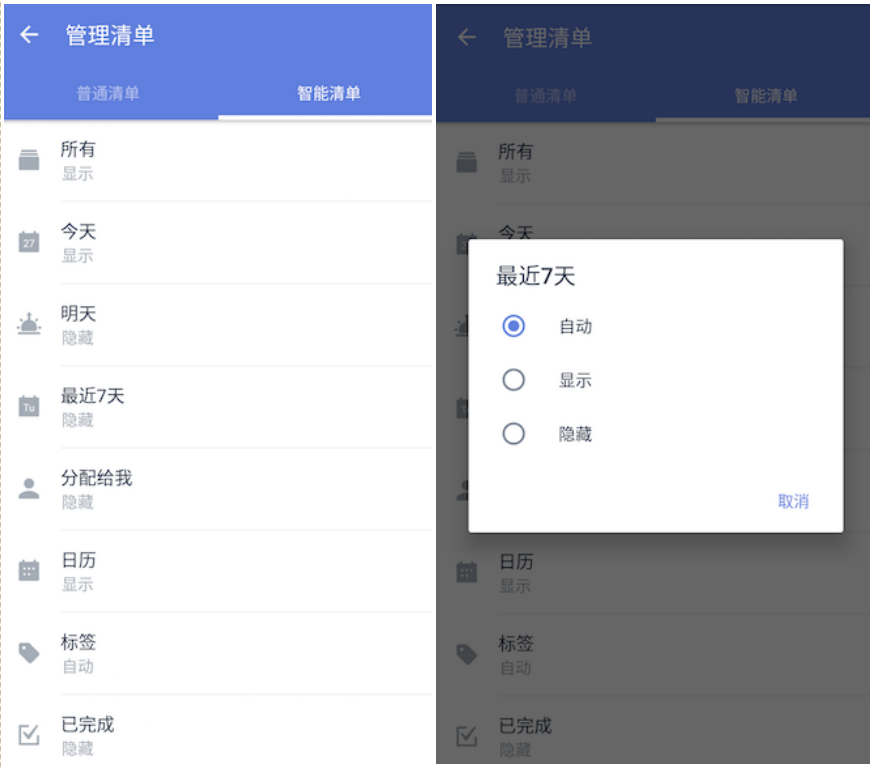 管理清单
普通清单 智能清单
所有
显示
27
今天
显示
明天
隐藏
Tu
最近7天
隐藏
分配给我
隐藏
日历
显示
标签
自动
已完成
隐藏
管理清单
普通清单 智能清单
所有
显示
今天
最近7天
自动
显示
隐藏
取消
日历
显示
标签
自动
已完成
隐藏